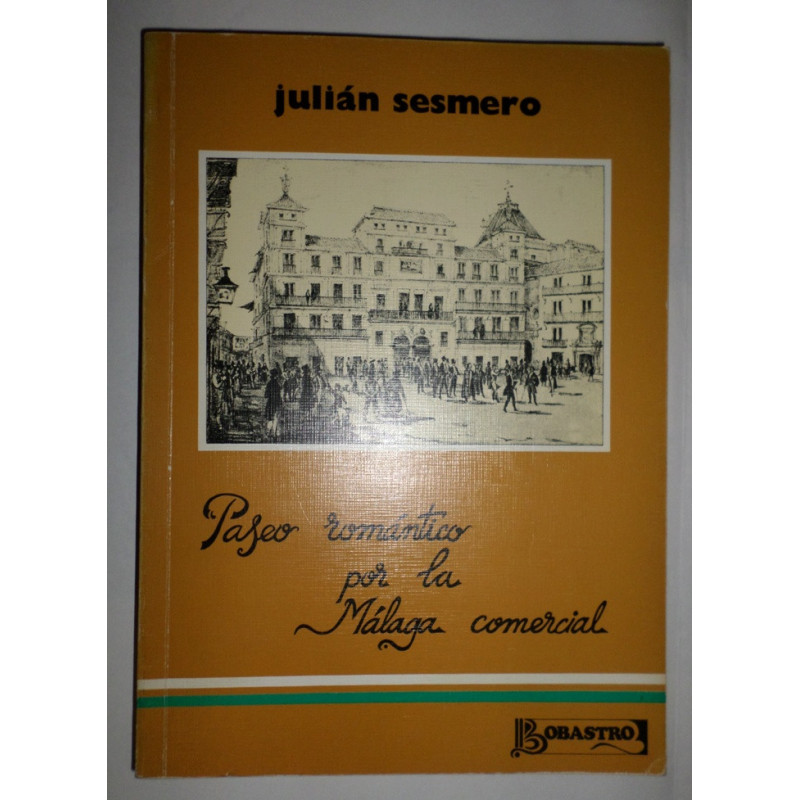 julián sesmero
Paseo romántico
por la
Málaga comercial
BOBASTRO